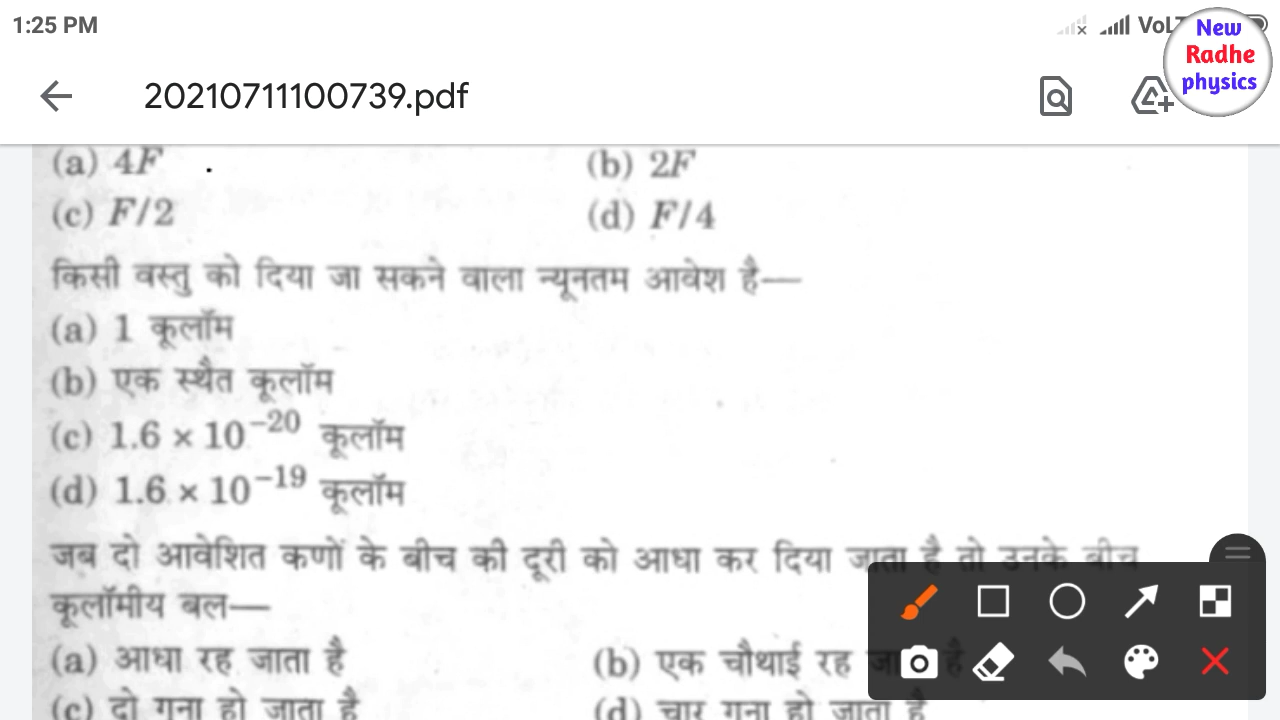 1:25 PM
VoLT
New
Radhe
physics
20210711100739.pdf
(a) 4F (b) 2F
(c) F/2 (d) F/4
किसी वस्तु को दिया जा सकने वाला न्यूनतम आवेश है—
(a) 1 कूलॉम
(b) एक स्थैत कूलॉम
(c) 1.6 × 10⁻²⁰ कूलॉम
(d) 1.6 × 10⁻¹⁹ कूलॉम
जब दो आवेशित कणों के बीच की दूरी को आधा कर दिया जाता है तो उनके बीच
कूलॉमीय बल—
(a) आधा रह जाता है (b) एक चौथाई रह जाता है
(c) दो गुना हो जाता है (d) चार गुना हो जाता है